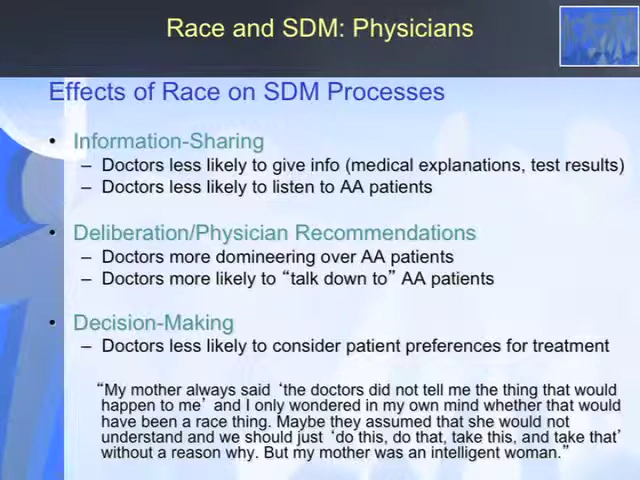 Race and SDM: Physicians
Effects of Race on SDM Processes
• Information-Sharing
– Doctors less likely to give info (medical explanations, test results)
– Doctors less likely to listen to AA patients
• Deliberation/Physician Recommendations
– Doctors more domineering over AA patients
– Doctors more likely to “talk down to” AA patients
• Decision-Making
– Doctors less likely to consider patient preferences for treatment
“My mother always said ‘the doctors did not tell me the thing that would
happen to me’ and I only wondered in my own mind whether that would
have been a race thing. Maybe they assumed that she would not
understand and we should just ‘do this, do that, take this, and take that’
without a reason why. But my mother was an intelligent woman.”